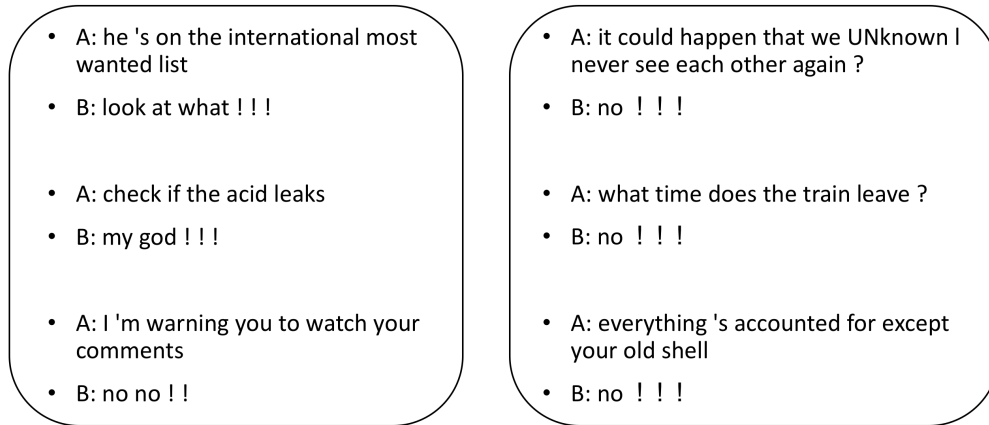 • A: he 's on the international most
wanted list
• B: look at what ! ! !
• A: check if the acid leaks
• B: my god ! ! !
• A: I 'm warning you to watch your
comments
• B: no no ! !
• A: it could happen that we UNknown I
never see each other again ?
• B: no ！！！
• A: what time does the train leave ?
• B: no ！！！
• A: everything 's accounted for except
your old shell
• B: no ！！！